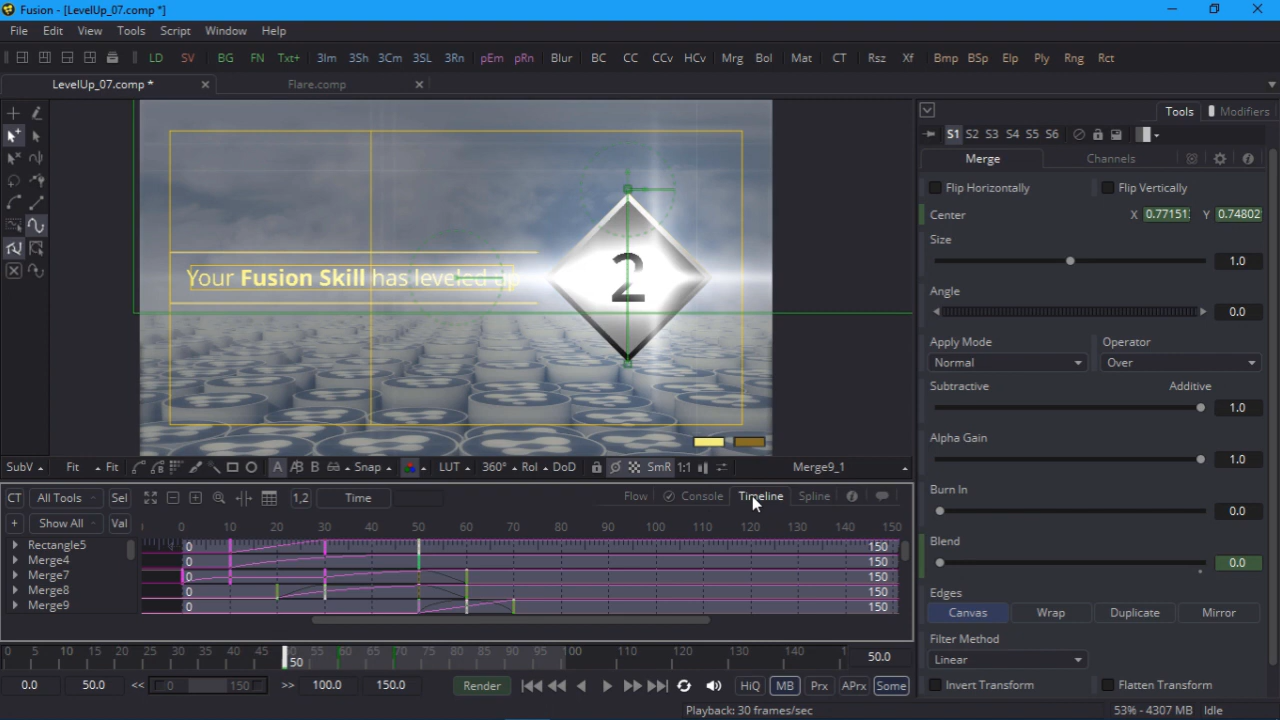 Fusion - [LevelUp_07.comp *]
File Edit View Tools Script Window Help
LD SV BG FN Txt+ 3Im 3Sh 3Cm 3SL 3Rn pEm pRn Blur BC CC CCv HCv Mrg Bol Mat CT Rsz Xf Bmp BSp Elp Ply Rng Rct
LevelUp_07.comp * Flare.comp
Tools Modifiers
S1 S2 S3 S4 S5 S6
Merge Channels
Flip Horizontally Flip Vertically
Center X 0.77151 Y 0.74802
Size
1.0
Angle
0.0
Apply Mode Operator
Normal Over
Subtractive Additive
1.0
Alpha Gain
1.0
Burn In
0.0
Blend
0.0
Edges
Canvas Wrap Duplicate Mirror
Filter Method
Linear
Invert Transform Flatten Transform
Your Fusion Skill has leveled up
2
SubV Fit Fit A B Snap LUT 360° RoI DoD SmR 1:1 Merge9_1
CT All Tools Sel 1,2 Time Flow Console Timeline Spline
+ Show All Val 0 10 20 30 40 50 60 70 80 90 100 110 120 130 140 150
Rectangle5 0 150
Merge4 0 150
Merge7 0 150
Merge8 0 150
Merge9 0 150
0 5 10 15 20 25 30 35 40 45 50 55 60 65 70 75 80 85 90 95 100 110 120 130 140 50.0
50
0.0 50.0 << 0 150 >> 100.0 150.0 Render HiQ MB Prx APrx Some
Playback: 30 frames/sec 53% - 4307 MB Idle